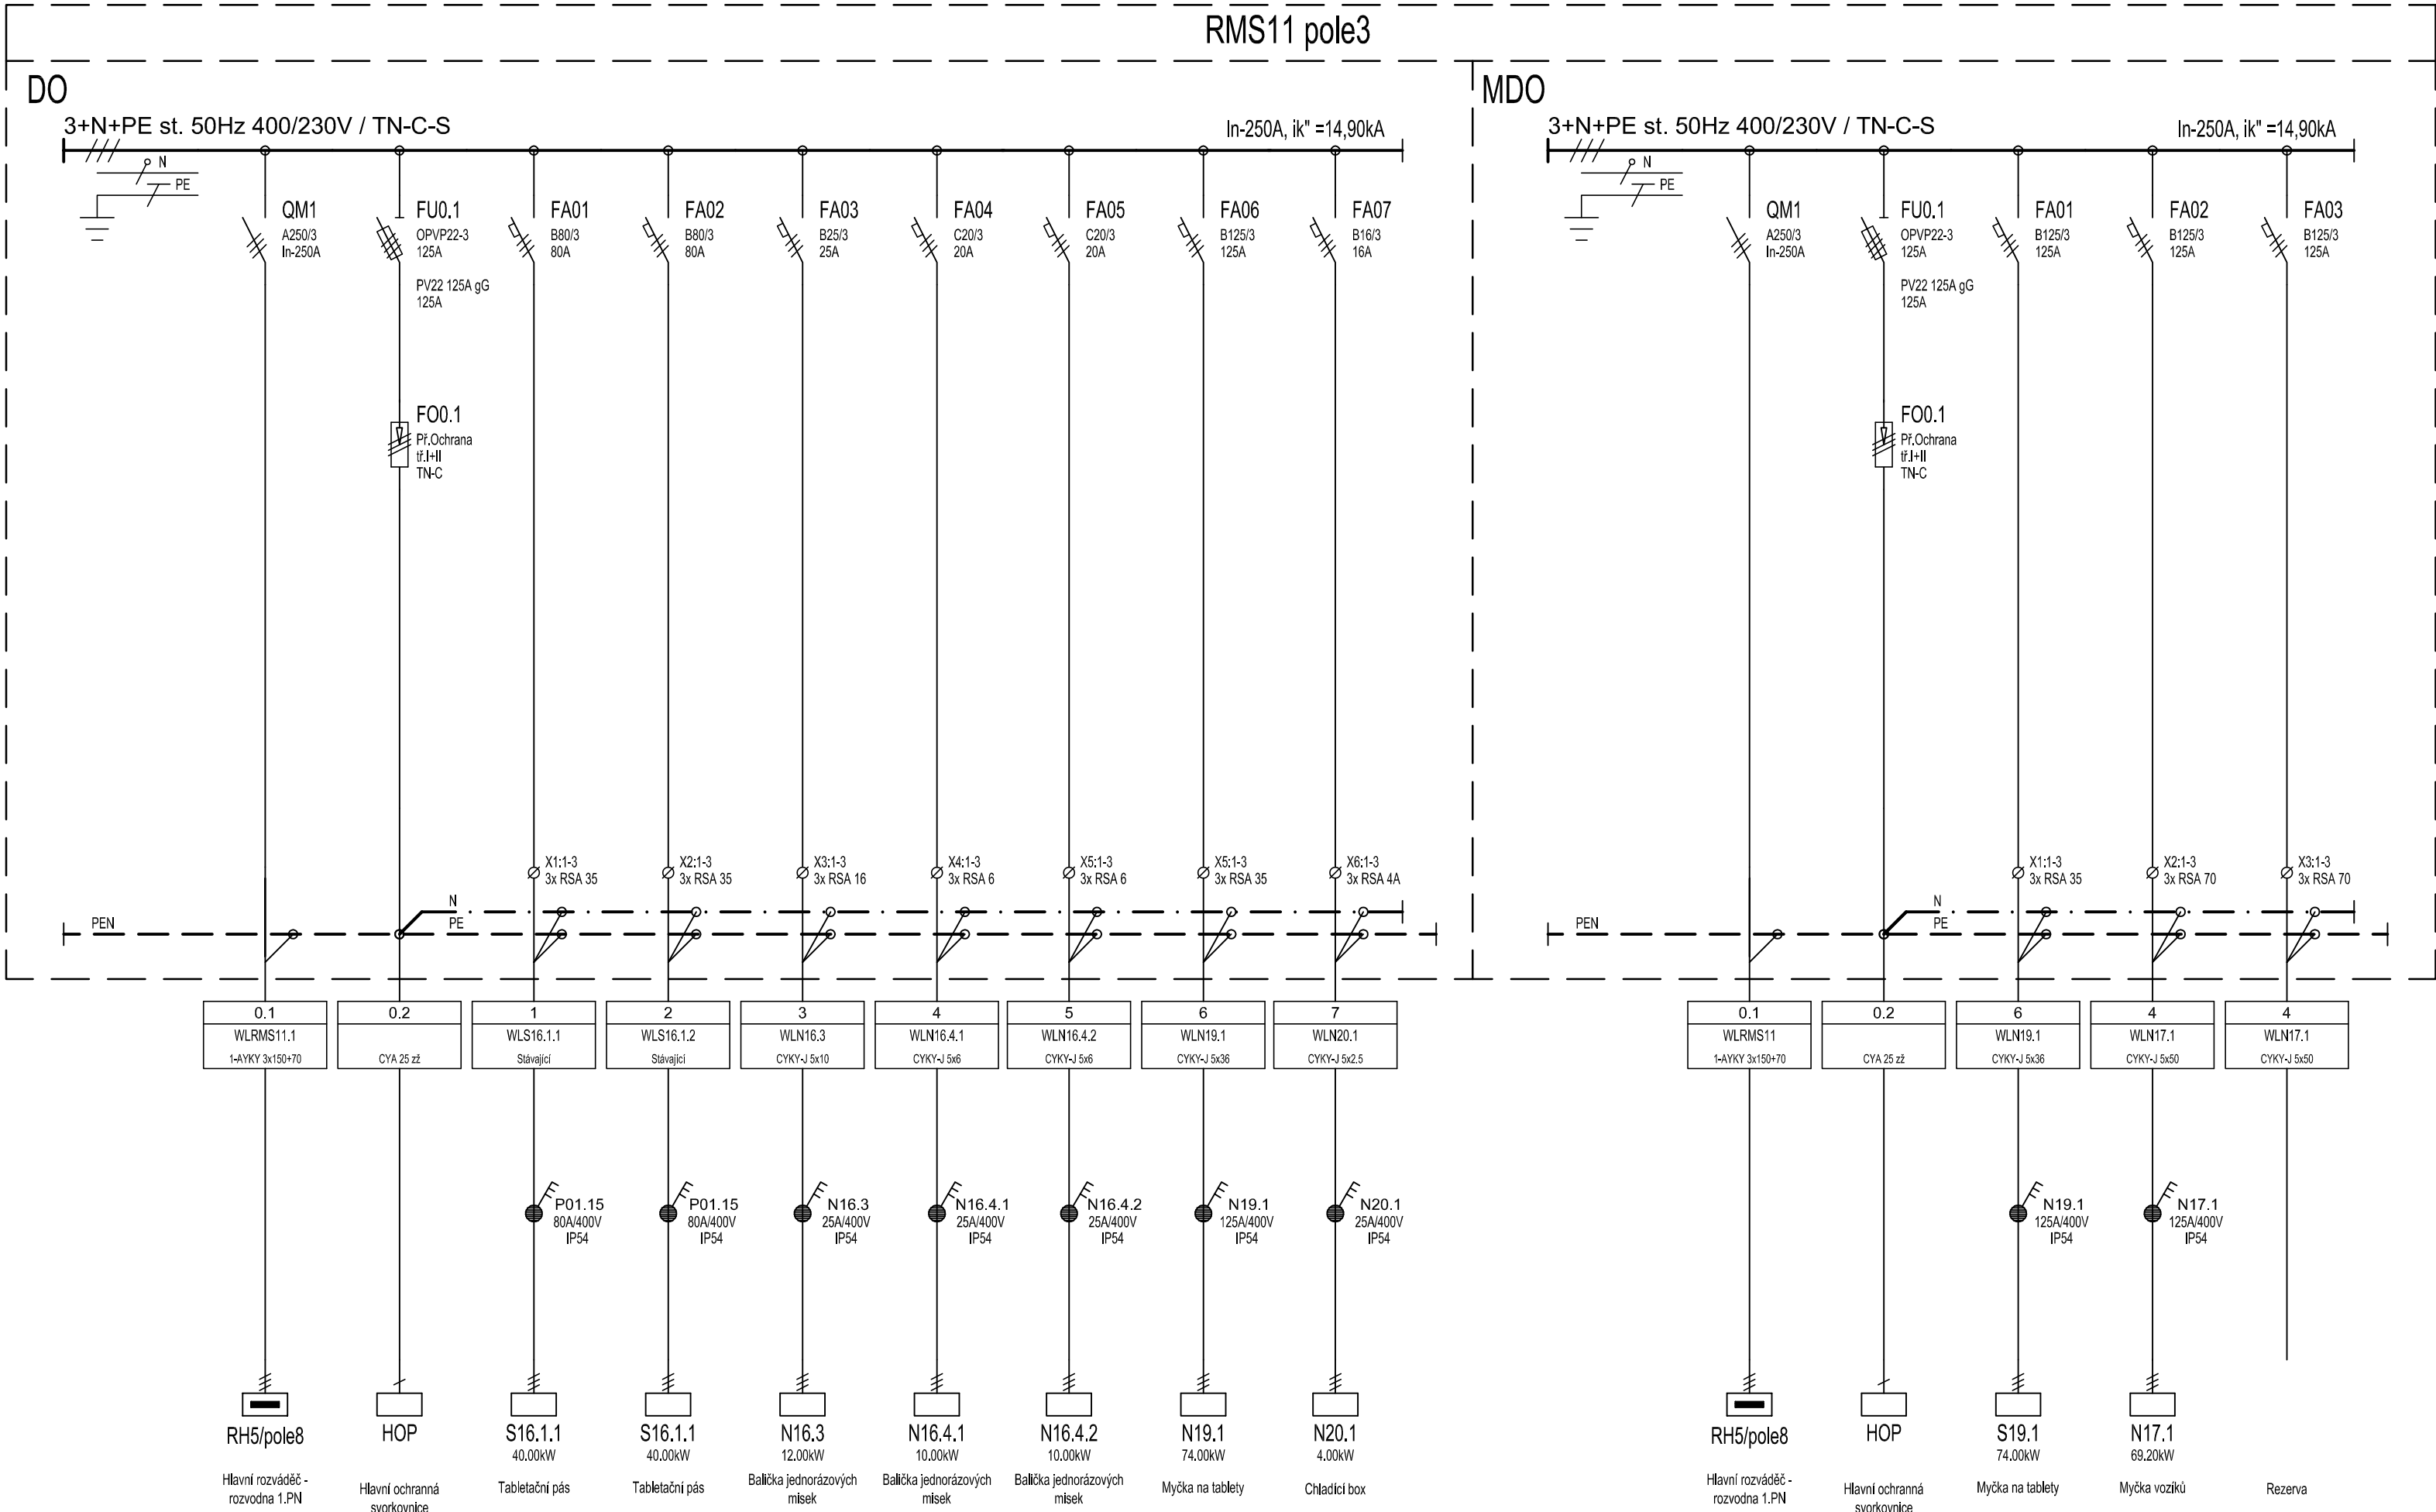 RMS11 pole3
DO
3+N+PE st. 50Hz 400/230V / TN-C-S
In-250A, ik" =14,90kA
N
PE
QM1
A250/3
In-250A
FU0.1
OPVP22-3
125A
PV22 125A gG
125A
FA01
B80/3
80A
FA02
B80/3
80A
FA03
B25/3
25A
FA04
C20/3
20A
FA05
C20/3
20A
FA06
B125/3
125A
FA07
B16/3
16A
FO0.1
Př.Ochrana
tř.I+II
TN-C
X1:1-3
3x RSA 35
X2:1-3
3x RSA 35
X3:1-3
3x RSA 16
X4:1-3
3x RSA 6
X5:1-3
3x RSA 6
X5:1-3
3x RSA 35
X6:1-3
3x RSA 4A
N
PE
PEN
0.1
WLRMS11.1
1-AYKY 3x150+70
0.2
CYA 25 zž
1
WLS16.1.1
Stávající
2
WLS16.1.2
Stávající
3
WLN16.3
CYKY-J 5x10
4
WLN16.4.1
CYKY-J 5x6
5
WLN16.4.2
CYKY-J 5x6
6
WLN19.1
CYKY-J 5x36
7
WLN20.1
CYKY-J 5x2.5
P01.15
80A/400V
IP54
P01.15
80A/400V
IP54
N16.3
25A/400V
IP54
N16.4.1
25A/400V
IP54
N16.4.2
25A/400V
IP54
N19.1
125A/400V
IP54
N20.1
25A/400V
IP54
RH5/pole8
Hlavní rozváděč -
rozvodna 1.PN
HOP
Hlavní ochranná
svorkovnice
S16.1.1
40.00kW
Tabletační pás
S16.1.1
40.00kW
Tabletační pás
N16.3
12.00kW
Balička jednorázových
misek
N16.4.1
10.00kW
Balička jednorázových
misek
N16.4.2
10.00kW
Balička jednorázových
misek
N19.1
74.00kW
Myčka na tablety
N20.1
4.00kW
Chladící box
MDO
3+N+PE st. 50Hz 400/230V / TN-C-S
In-250A, ik" =14,90kA
N
PE
QM1
A250/3
In-250A
FU0.1
OPVP22-3
125A
PV22 125A gG
125A
FA01
B125/3
125A
FA02
B125/3
125A
FA03
B125/3
125A
FO0.1
Př.Ochrana
tř.I+II
TN-C
X1:1-3
3x RSA 35
X2:1-3
3x RSA 70
X3:1-3
3x RSA 70
N
PE
PEN
0.1
WLRMS11
1-AYKY 3x150+70
0.2
CYA 25 zž
6
WLN19.1
CYKY-J 5x36
4
WLN17.1
CYKY-J 5x50
4
WLN17.1
CYKY-J 5x50
N19.1
125A/400V
IP54
N17.1
125A/400V
IP54
RH5/pole8
Hlavní rozváděč -
rozvodna 1.PN
HOP
Hlavní ochranná
svorkovnice
S19.1
74.00kW
Myčka na tablety
N17.1
69.20kW
Myčka vozíků
Rezerva